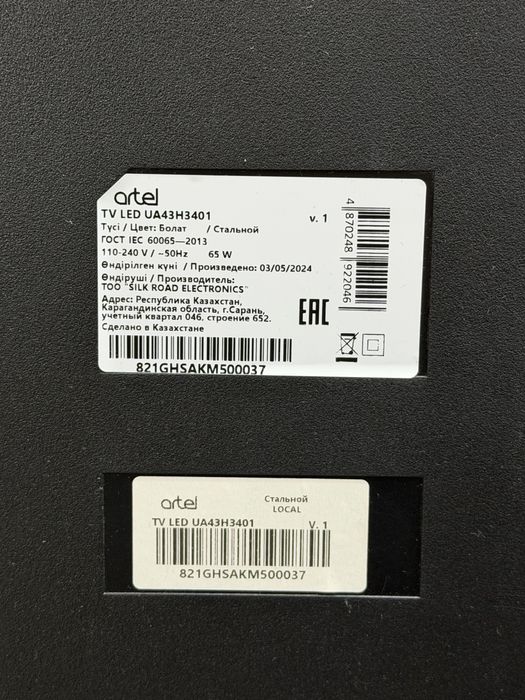 artel
TV LED UA43H3401 v. 1
Түсі / Цвет: Болат / Стальной
ГОСТ IEC 60065—2013
110-240 V / ~50Hz 65 W
Өндірілген күні / Произведено: 03/05/2024
Өндіруші / Производитель:
ТОО "SILK ROAD ELECTRONICS"
Адрес: Республика Казахстан,
Карагандинская область, г.Сарань,
учетный квартал 046, строение 652.
Сделано в Казахстане
821GHSAKM500037
4 870248 922046
EAC
artel
Стальной
LOCAL
TV LED UA43H3401 V. 1
821GHSAKM500037